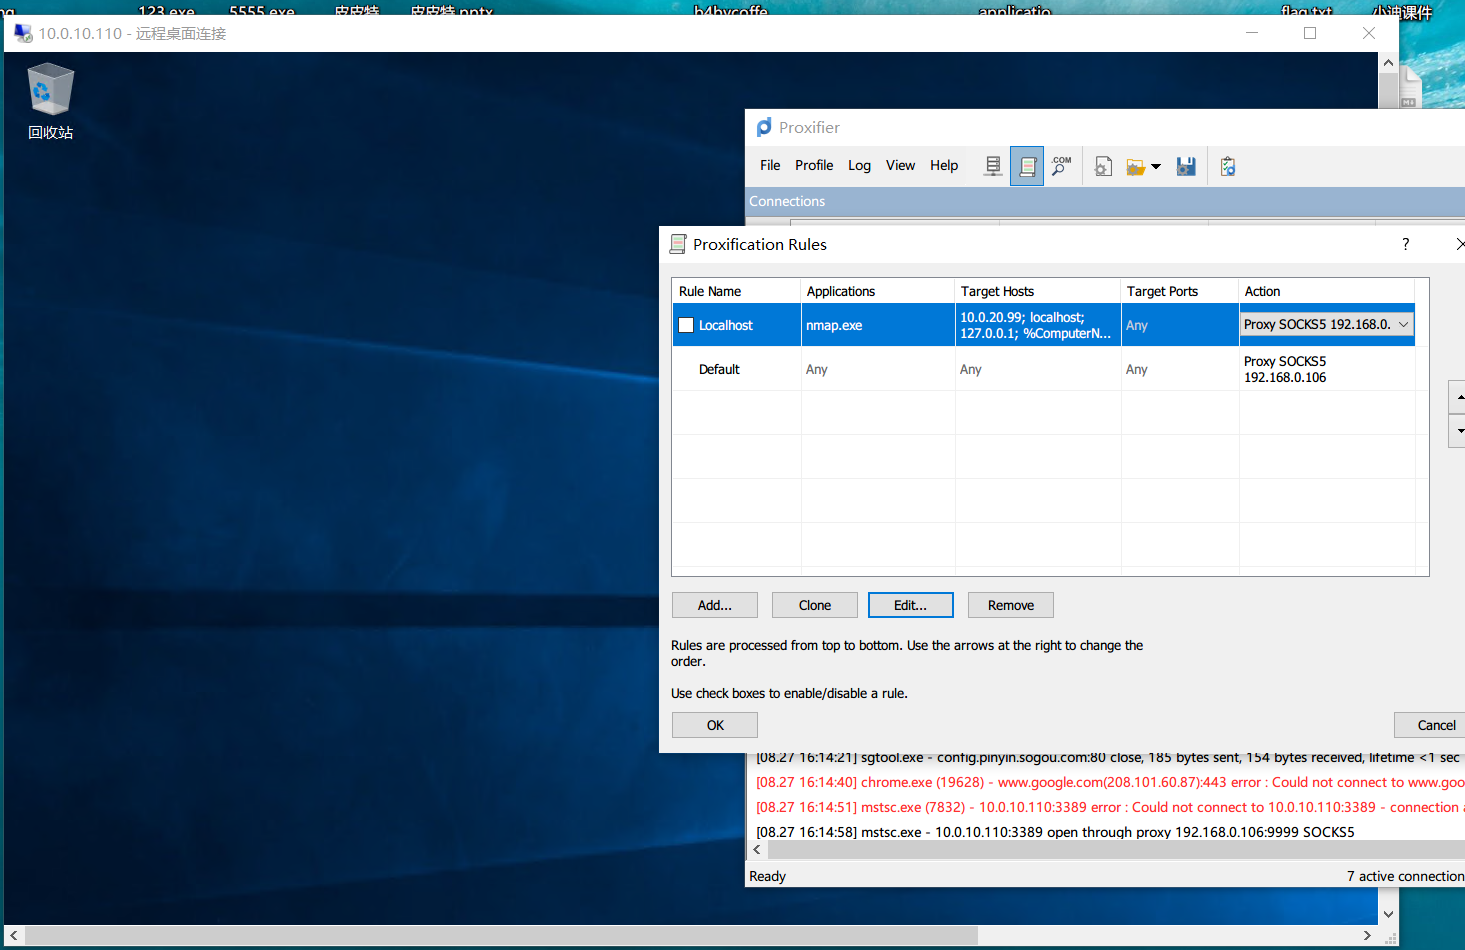 123.exe
5555.exe
皮皮特
皮皮特.pptx
b4bycoffe
applicatio
flag.txt
小迪课件
10.0.10.110 - 远程桌面连接
回收站
Proxifier
File Profile Log View Help
.COM
Connections
Proxification Rules
?
Rule Name Applications Target Hosts Target Ports Action
Localhost nmap.exe 10.0.20.99; localhost; 127.0.0.1; %ComputerN... Any Proxy SOCKS5 192.168.0.
Default Any Any Any Proxy SOCKS5 192.168.0.106
Add... Clone Edit... Remove
Rules are processed from top to bottom. Use the arrows at the right to change the
order.
Use check boxes to enable/disable a rule.
OK Cancel
[08.27 16:14:21] sgtool.exe - config.pinyin.sogou.com:80 close, 185 bytes sent, 154 bytes received, lifetime <1 sec
[08.27 16:14:40] chrome.exe (19628) - www.google.com(208.101.60.87):443 error : Could not connect to www.goo
[08.27 16:14:51] mstsc.exe (7832) - 10.0.10.110:3389 error : Could not connect to 10.0.10.110:3389 - connection a
[08.27 16:14:58] mstsc.exe - 10.0.10.110:3389 open through proxy 192.168.0.106:9999 SOCKS5
Ready 7 active connection